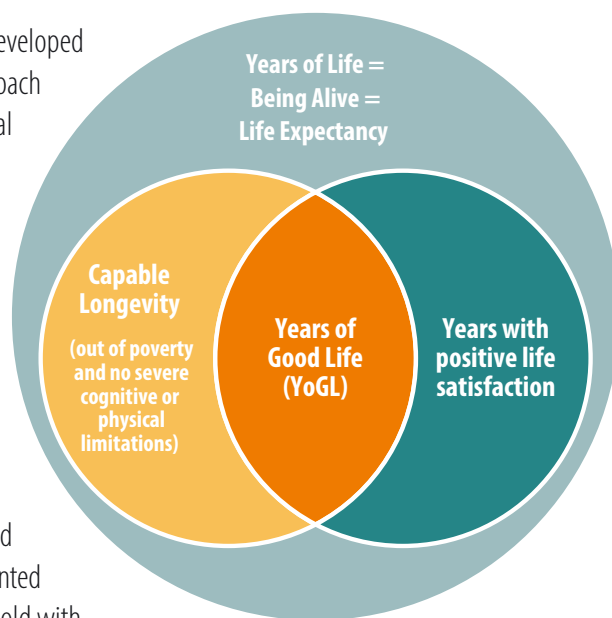 Years of Life =
Being Alive =
Life Expectancy
Capable
Longevity
(out of poverty
and no severe
cognitive or
physical
limitations)
Years of
Good Life
(YoGL)
Years with
positive life
satisfaction